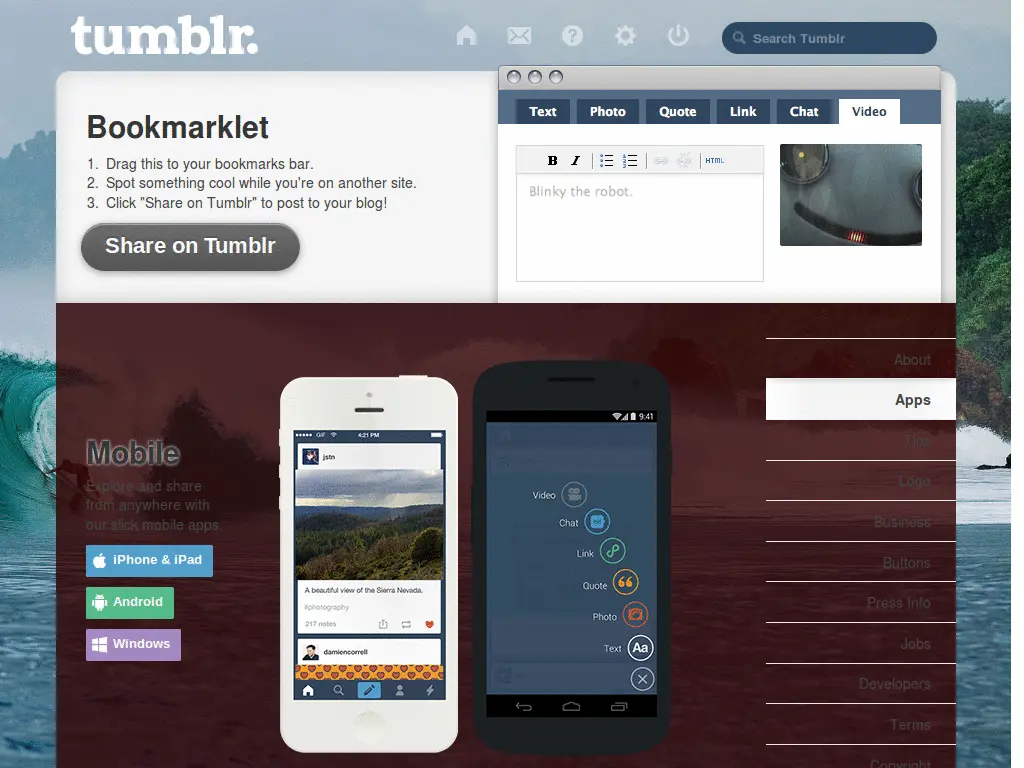 tumblr.
Search Tumblr
Bookmarklet
1. Drag this to your bookmarks bar.
2. Spot something cool while you're on another site.
3. Click "Share on Tumblr" to post to your blog!
Share on Tumblr
Text Photo Quote Link Chat Video
B I HTML
Blinky the robot.
Mobile
Explore and share
from anywhere with
our slick mobile apps.
iPhone & iPad
Android
Windows
GIF 4:21 PM
jstn
A beautiful view of the Sierra Nevada.
#photography
217 notes
damiencorrell
9:41
Video
Chat
Link
Quote
Photo
Text Aa
About
Apps
Tips
Logo
Business
Buttons
Press Info
Jobs
Developers
Terms
Copyright